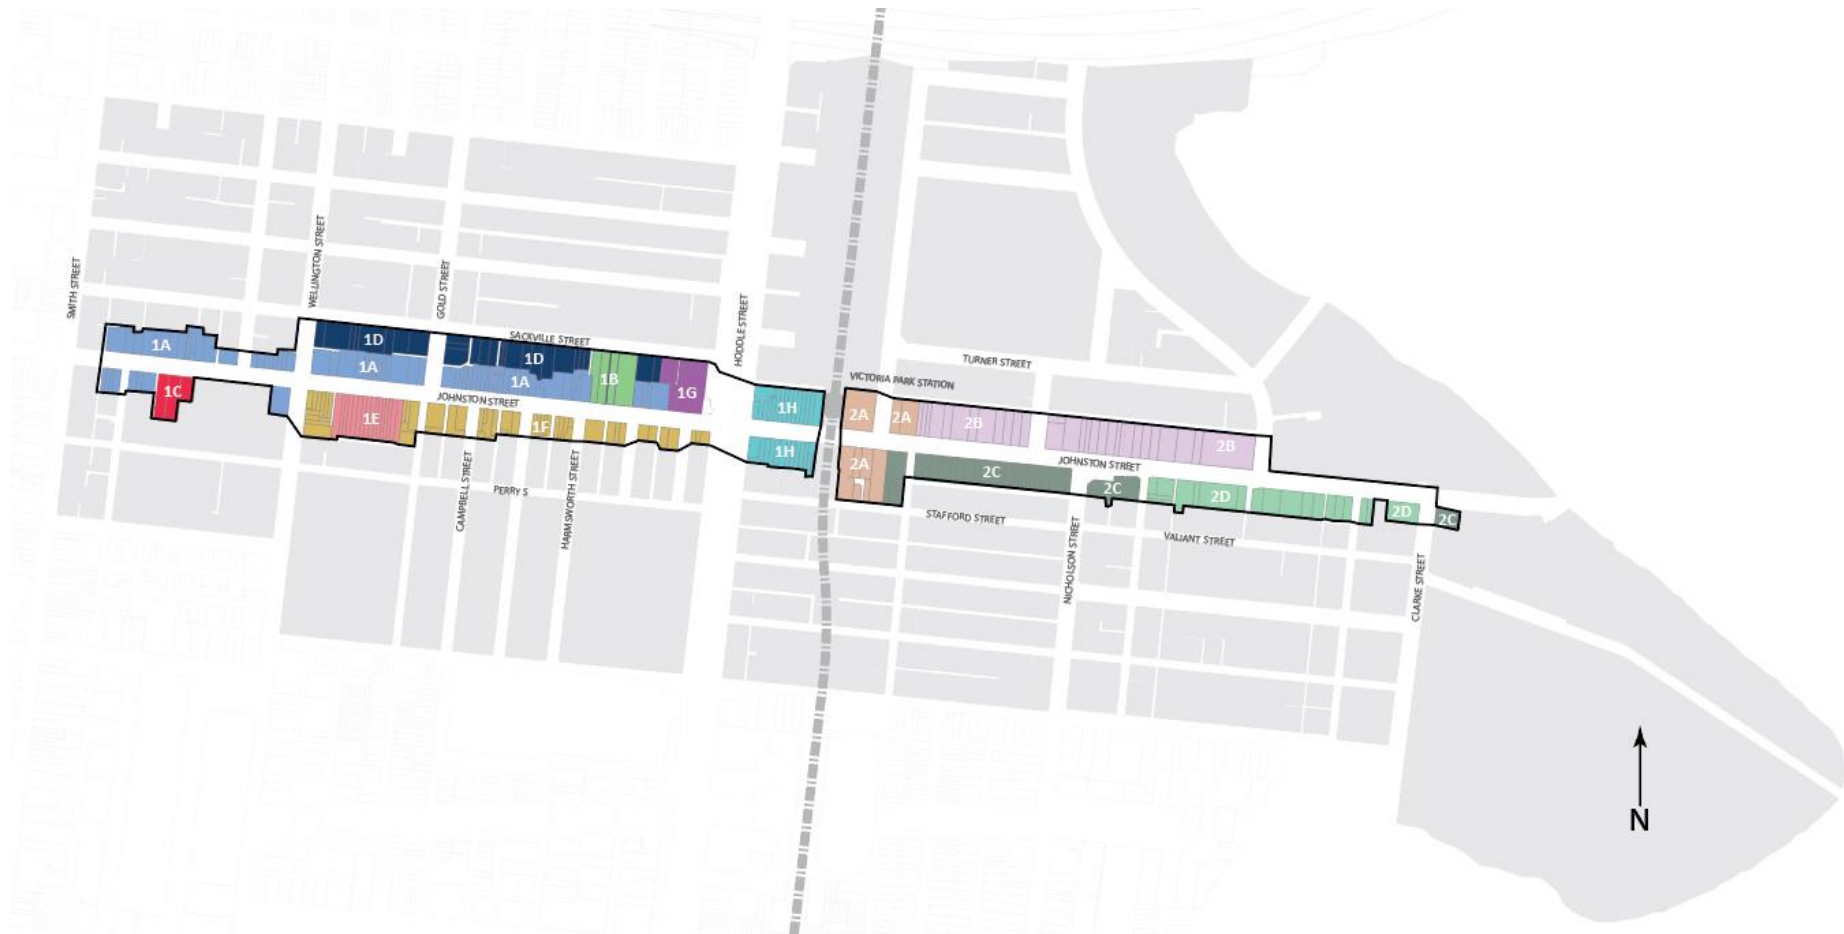 WELLINGTON STREET
GOLD STREET
SMITH STREET
HODDLE STREET
SACKVILLE STREET
1A
1D
1D
1A
1A
1B
1C
1G
JOHNSTON STREET
1E
1F
1H
1H
VICTORIA PARK STATION
TURNER STREET
2A
2A
2B
2B
2A
JOHNSTON STREET
2C
2C
2D
2D
2C
CAMPBELL STREET
PERRY S
HARMSWORTH STREET
STAFFORD STREET
NICHOLSON STREET
VALIANT STREET
CLARKE STREET
N